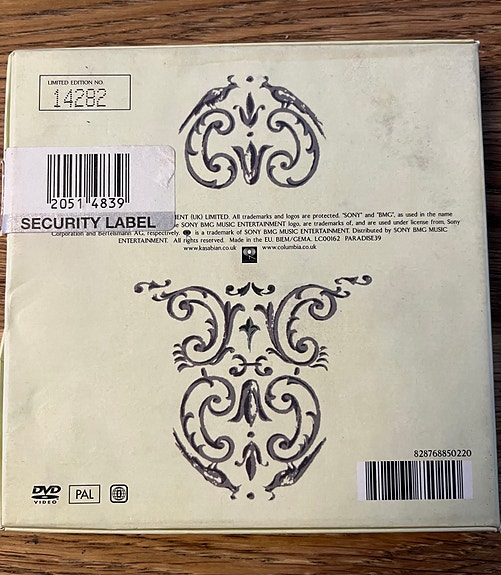 LIMITED EDITION NO.
14282
2051 4839
SECURITY LABEL
MENT (UK) LIMITED. All trademarks and logos are protected. "SONY" and "BMG", as used in the name
SONY BMG MUSIC ENTERTAINMENT logo, are trademarks of, and are used under license from, Sony
Corporation and Bertelsmann AG, respectively. is a trademark of SONY BMG MUSIC ENTERTAINMENT. Distributed by SONY BMG MUSIC
ENTERTAINMENT. All rights reserved. Made in the EU. BIEM/GEMA. LC00162 PARADISE39
www.kasabian.co.uk www.columbia.co.uk
828768850220
DVD VIDEO PAL